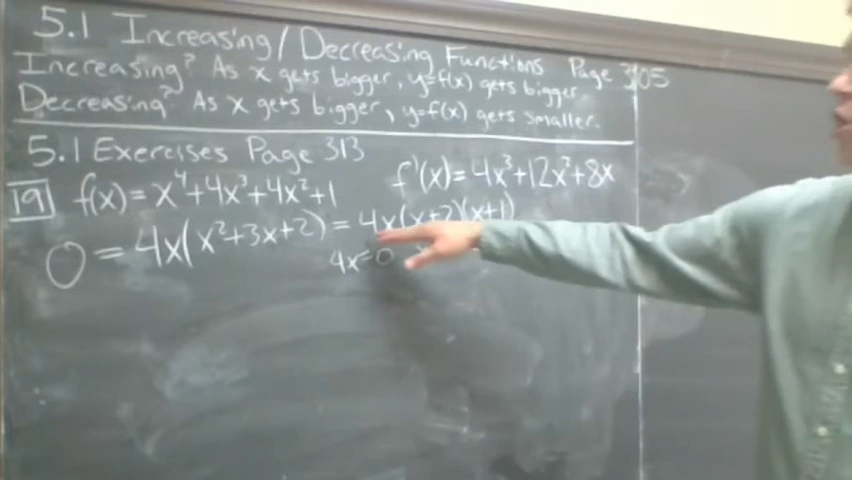 5.1 Increasing/Decreasing Functions Page 305
Increasing? As x gets bigger, y=f(x) gets bigger.
Decreasing? As x gets bigger, y=f(x) gets smaller.
5.1 Exercises Page 313
19 f(x)=x⁴+4x³+4x²+1 f'(x)=4x³+12x²+8x
0=4x(x²+3x+2)=4x(x+2)(x+1)
4x=0